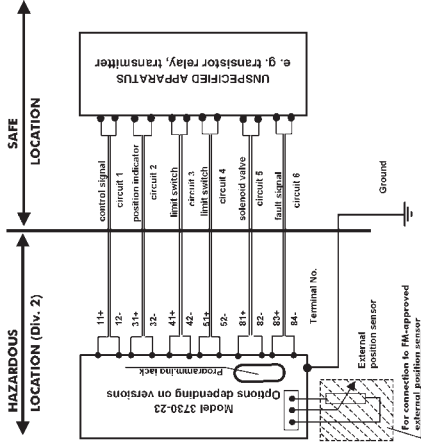 SAFE
LOCATION
UNSPECIFIED APPARATUS
e. g. transistor relay, transmitter
control signal
circuit 1
position indicator
circuit 2
limit switch
circuit 3
limit switch
circuit 4
solenoid valve
circuit 5
fault signal
circuit 6
Ground
HAZARDOUS
LOCATION (Div. 2)
11+
12-
31+
32-
41+
42-
51+
52-
81+
82-
83+
84-
Terminal No.
Programm.ing jack
Options depending on versions
Model 3730-23
External
position sensor
For connection to FM-approved
external position sensor